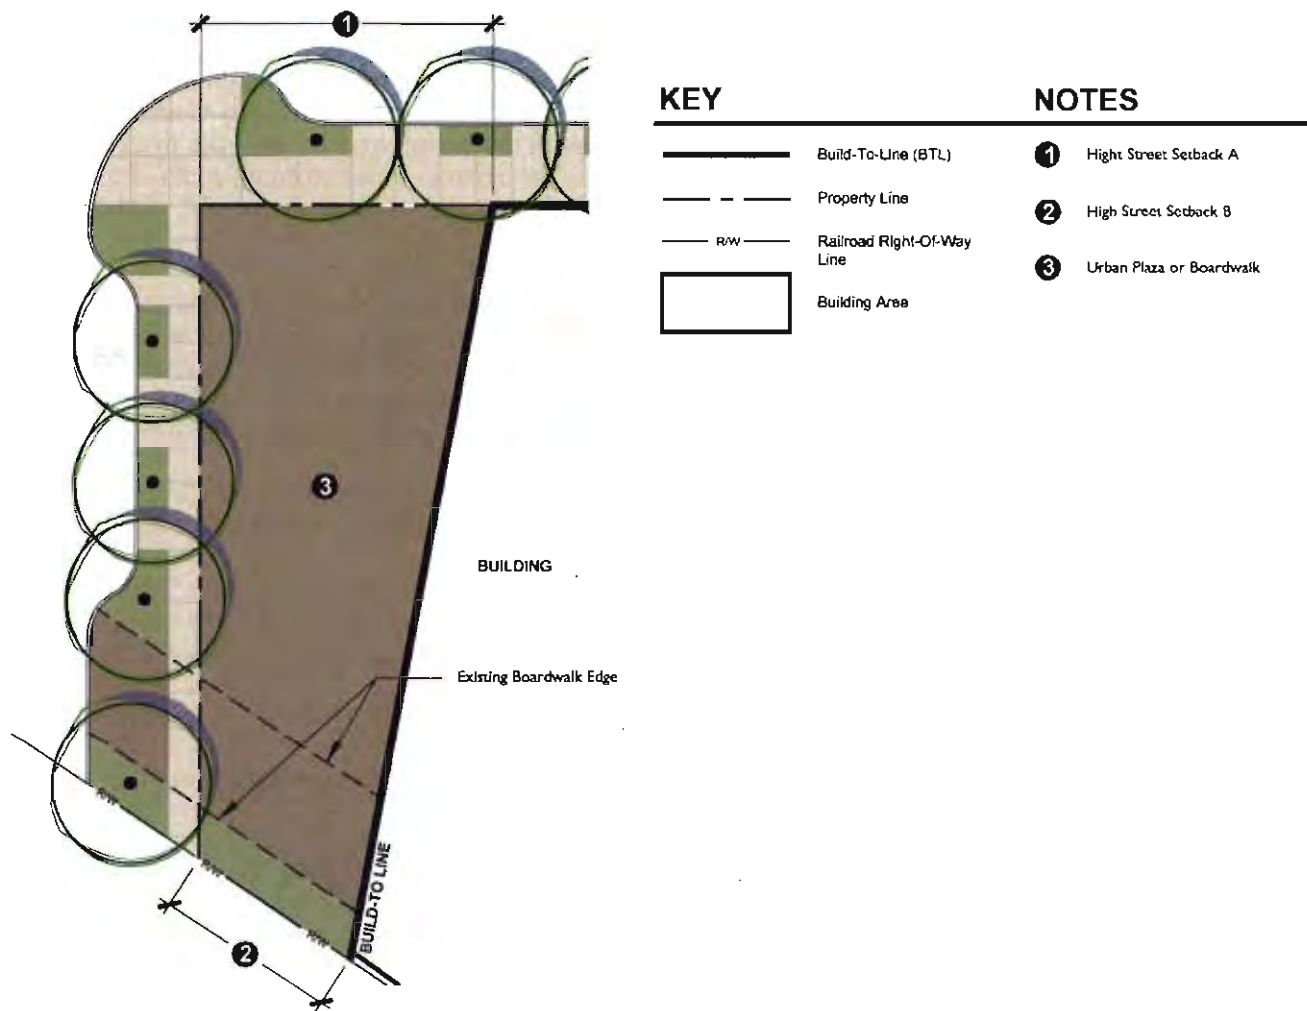 1
KEY
NOTES
Build-To-Line (BTL)
1 Hight Street Setback A
Property Line
2 High Street Setback B
R/W Railroad Right-Of-Way
Line
3 Urban Plaza or Boardwalk
Building Area
3
BUILDING
Existing Boardwalk Edge
R/W
R/W
R/W
BUILD-TO LINE
2